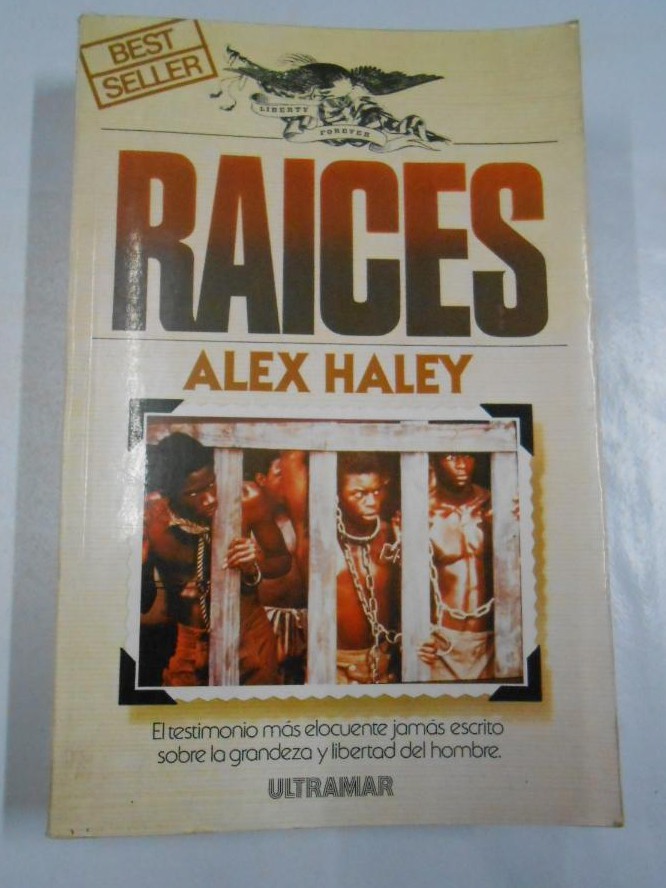 BEST
SELLER
LIBERTY
FOREVER
RAICES
ALEX HALEY
El testimonio más elocuente jamás escrito
sobre la grandeza y libertad del hombre.
ULTRAMAR